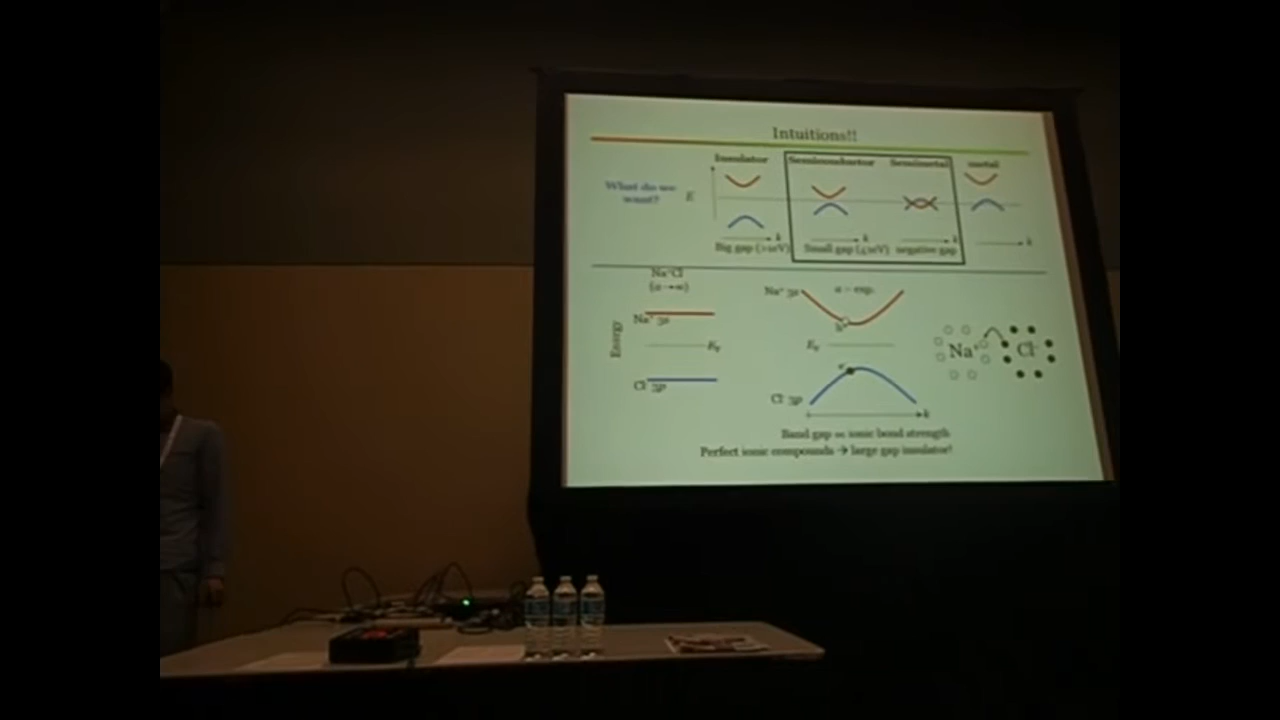 Intuitions!!
Insulator Semiconductor Semimetal metal
What do we want?
E
k k k k
Big gap (>10V) Small gap negative gap
Na⁺Cl⁻
(a→∞)
Na⁺ 3s
Energy
E_F
Cl⁻ 3p
Na⁺ 3s
a ~ exp.
h⁺
E_F
e⁻
Cl⁻ 3p
k
Na⁺ Cl⁻
Band gap ∝ ionic bond strength
Perfect ionic compounds → large gap insulator!